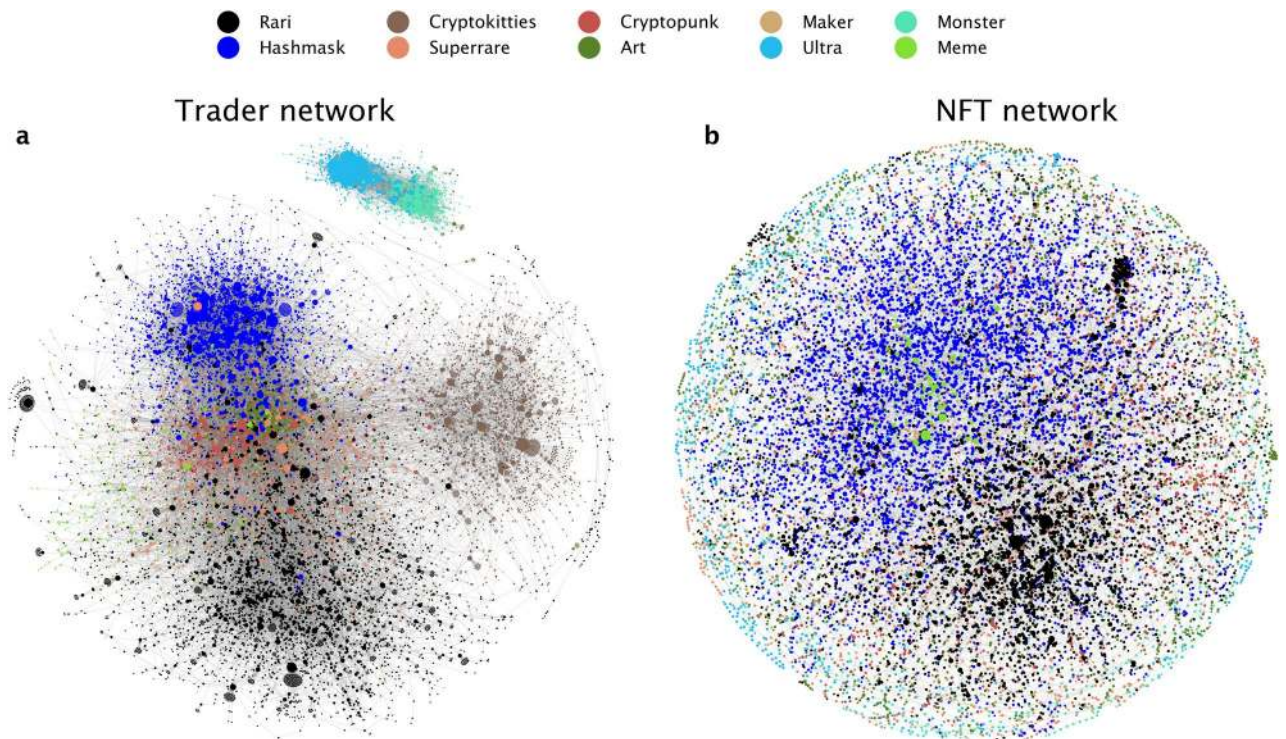 Rari Cryptokitties Cryptopunk Maker Monster
Hashmask Superrare Art Ultra Meme
Trader network NFT network
a b